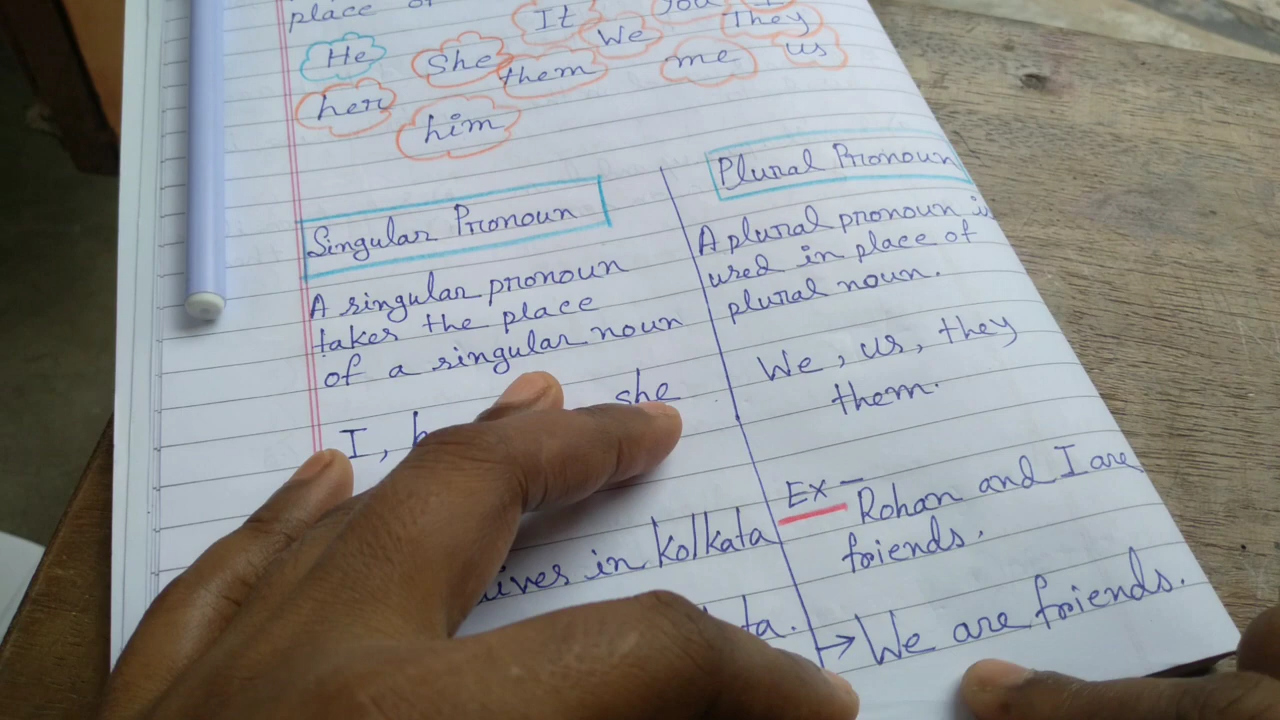 place of
It We You They
He She them me us
her him
Singular Pronoun
A singular pronoun
takes the place
of a singular noun
I, she
lives in Kolkata
Plural Pronoun
A plural pronoun is
used in place of
plural noun.
We, us, they
them.
Ex- Rohan and I are
friends.
→ We are friends.